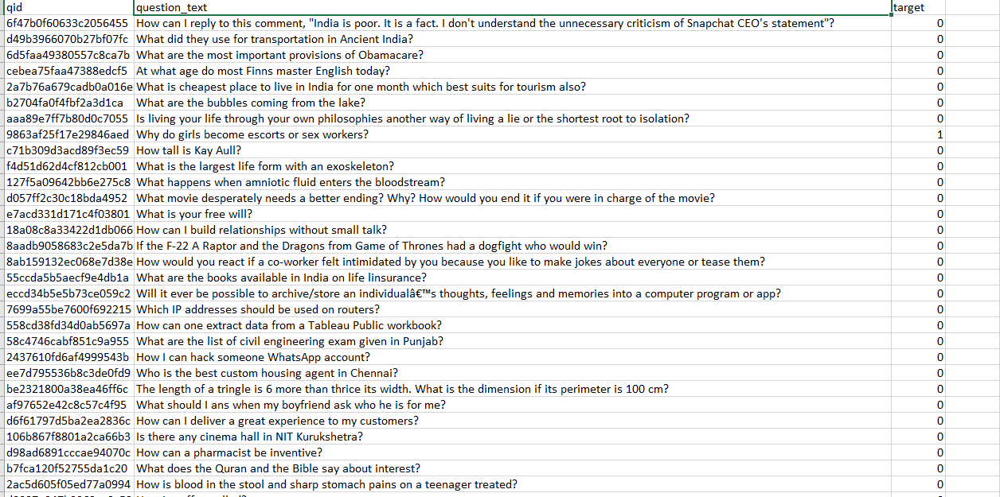 qid question_text target
6f47b0f60633c2056455 How can I reply to this comment, "India is poor. It is a fact. I don't understand the unnecessary criticism of Snapchat CEO's statement"? 0
d49b3966070b27bf07fc What did they use for transportation in Ancient India? 0
6d5faa49380557c8ca7b What are the most important provisions of Obamacare? 0
cebea75faa47388edcf5 At what age do most Finns master English today? 0
2a7b76a679cadb0a016e What is cheapest place to live in India for one month which best suits for tourism also? 0
b2704fa0f4fbf2a3d1ca What are the bubbles coming from the lake? 0
aaa89e7ff7b80d0c7055 Is living your life through your own philosophies another way of living a lie or the shortest root to isolation? 0
9863af25f17e29846aed Why do girls become escorts or sex workers? 1
c71b309d3acd89f3ec59 How tall is Kay Aull? 0
f4d51d62d4cf812cb001 What is the largest life form with an exoskeleton? 0
127f5a09642bb6e275c8 What happens when amniotic fluid enters the bloodstream? 0
d057ff2c30c18bda4952 What movie desperately needs a better ending? Why? How would you end it if you were in charge of the movie? 0
e7acd331d171c4f03801 What is your free will? 0
18a08c8a33422d1db066 How can I build relationships without small talk? 0
8aadb9058683c2e5da7b If the F-22 A Raptor and the Dragons from Game of Thrones had a dogfight who would win? 0
8ab159132ec068e7d38e How would you react if a co-worker felt intimidated by you because you like to make jokes about everyone or tease them? 0
55ccda5b5aecf9e4db1a What are the books available in India on life linsurance? 0
eccd34b5e5b73ce059c2 Will it ever be possible to archive/store an individualâ€™s thoughts, feelings and memories into a computer program or app? 0
7699a55be7600f692215 Which IP addresses should be used on routers? 0
558cd38fd34d0ab5697a How can one extract data from a Tableau Public workbook? 0
58c4746cabf851c9a955 What are the list of civil engineering exam given in Punjab? 0
2437610fd6af4999543b How I can hack someone WhatsApp account? 0
ee7d795536b8c3de0fd9 Who is the best custom housing agent in Chennai? 0
be2321800a38ea46ff6c The length of a tringle is 6 more than thrice its width. What is the dimension if its perimeter is 100 cm? 0
af97652e42c8c57c4f95 What should I ans when my boyfriend ask who he is for me? 0
d6f61797d5ba2ea2836c How can I deliver a great experience to my customers? 0
106b867f8801a2ca66b3 Is there any cinema hall in NIT Kurukshetra? 0
d98ad6891cccae94070c How can a pharmacist be inventive? 0
b7fca120f52755da1c20 What does the Quran and the Bible say about interest? 0
2ac5d605f05ed77a0994 How is blood in the stool and sharp stomach pains on a teenager treated? 0